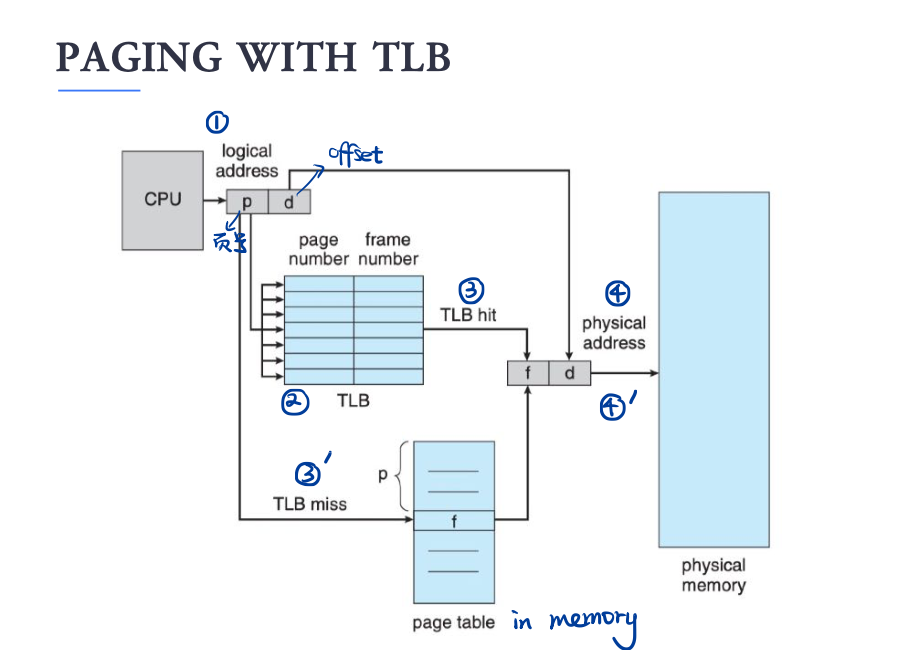 PAGING WITH TLB
①
logical
address
offset
CPU
p
d
页号
page
number
frame
number
③
TLB hit
④
physical
address
f
d
②
TLB
④'
③'
p
TLB miss
f
physical
memory
page table
in memory